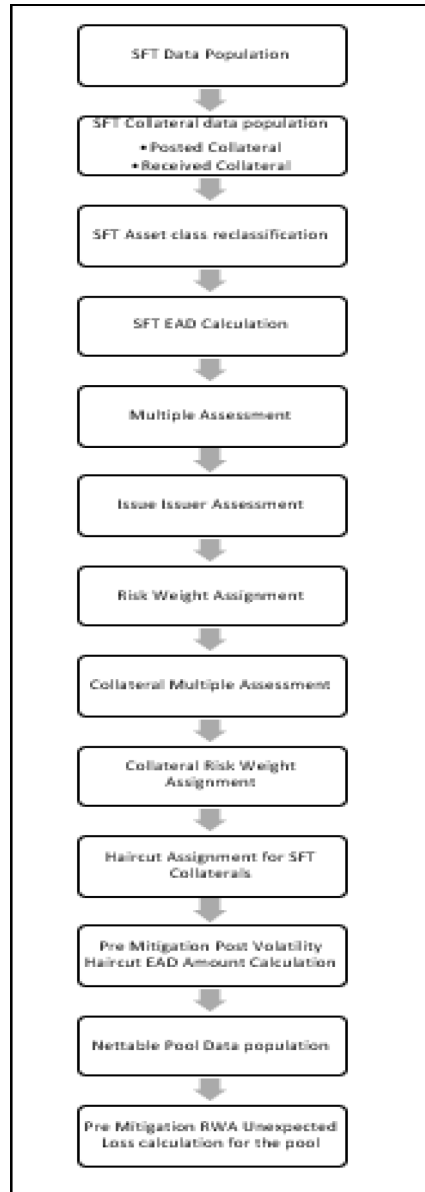 SFT Data Population
SFT Collateral data population
• Posted Collateral
• Received Collateral
SFT Asset class reclassification
SFT EAD Calculation
Multiple Assessment
Issue Issuer Assessment
Risk Weight Assignment
Collateral Multiple Assessment
Collateral Risk Weight
Assignment
Haircut Assignment for SFT
Collaterals
Pre Mitigation Post Volatility
Haircut EAD Amount Calculation
Nettable Pool Data population
Pre Mitigation RWA Unexpected
Loss calculation for the pool